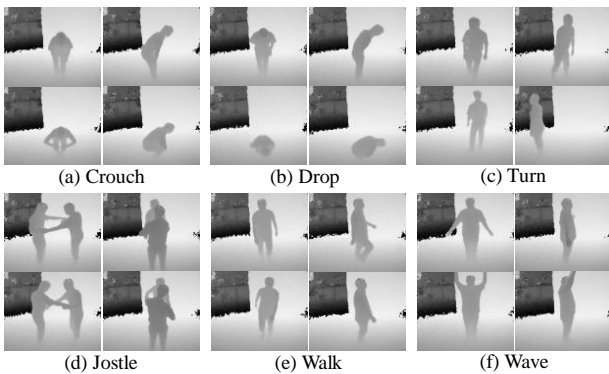 (a) Crouch
(b) Drop
(c) Turn
(d) Jostle
(e) Walk
(f) Wave